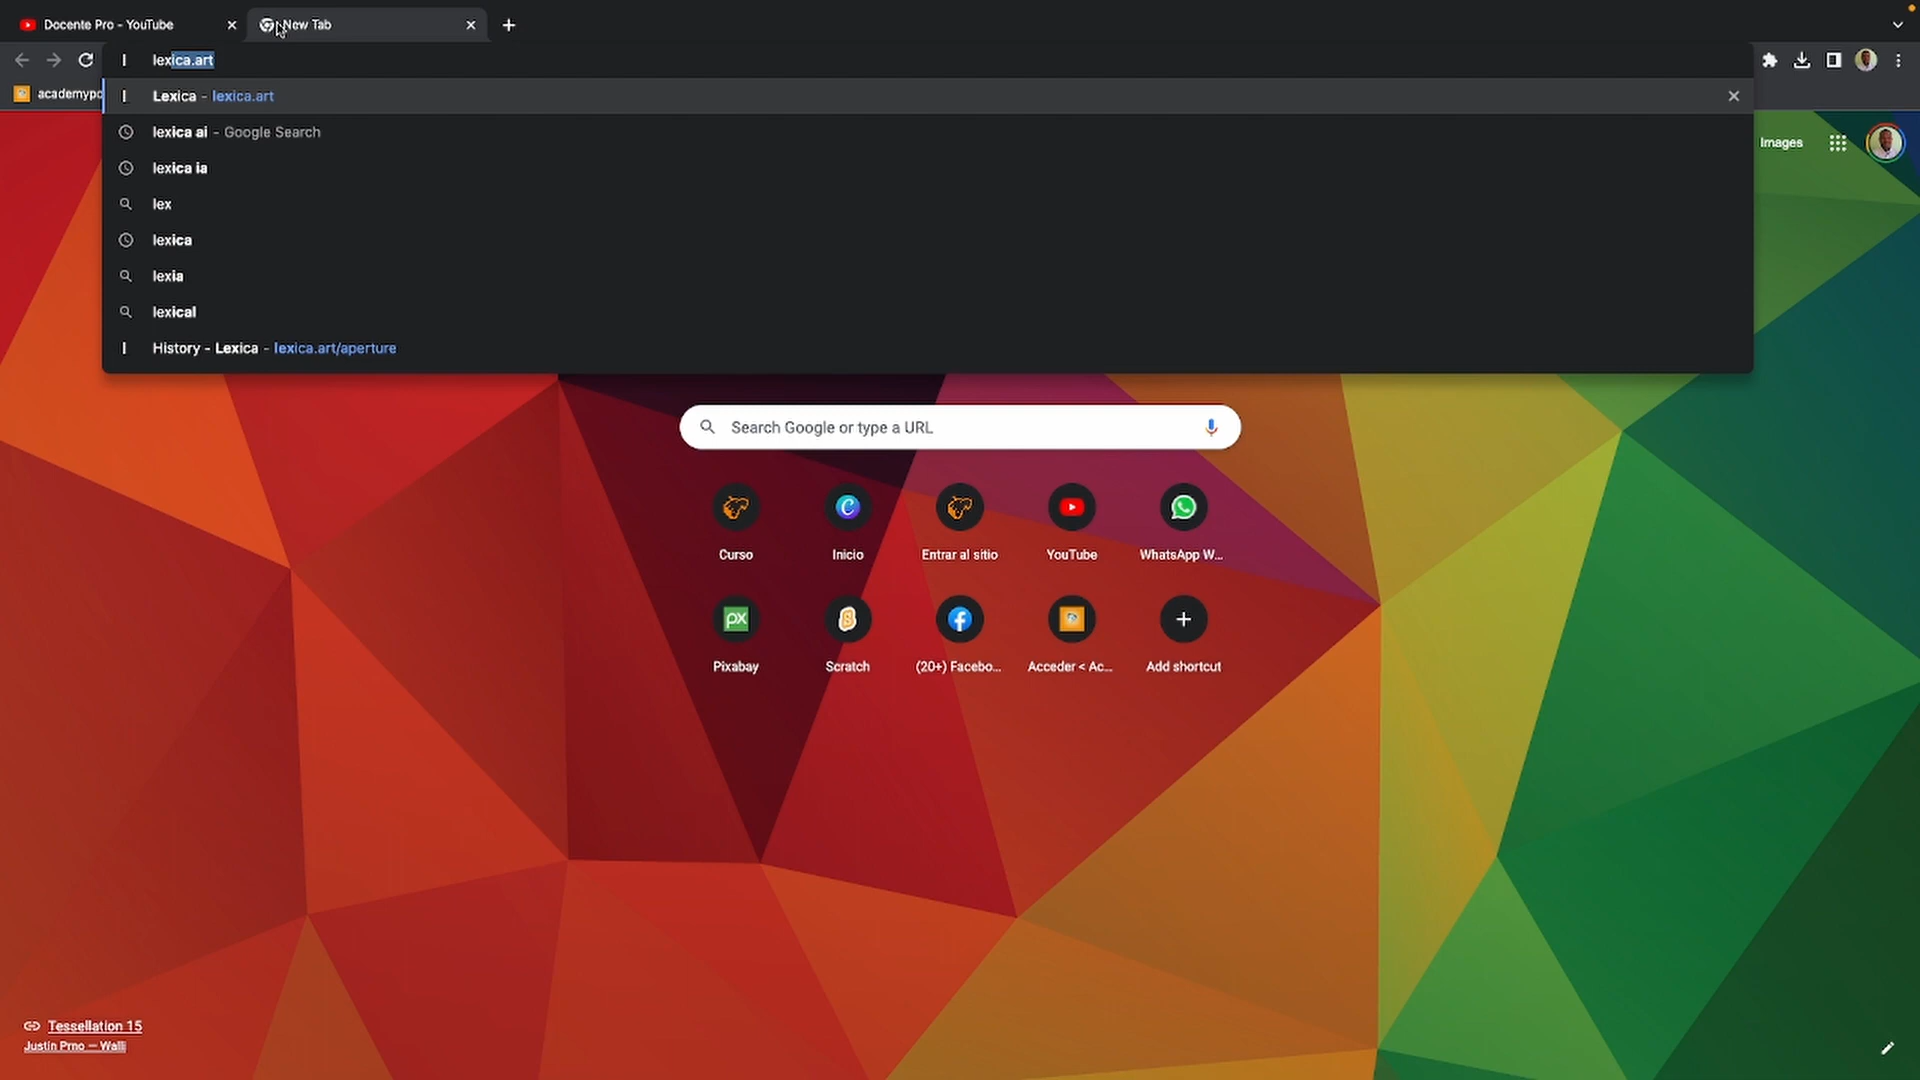 Docente Pro - YouTube
New Tab
lexica.art
academypo
Lexica - lexica.art
lexica ai - Google Search
lexica ia
lex
lexica
lexia
lexical
History - Lexica - lexica.art/aperture
Images
Search Google or type a URL
Curso
Inicio
Entrar al sitio
YouTube
WhatsApp W...
Pixabay
Scratch
(20+) Facebo...
Acceder < Ac...
Add shortcut
Tessellation 15
Justin Prno — Walli